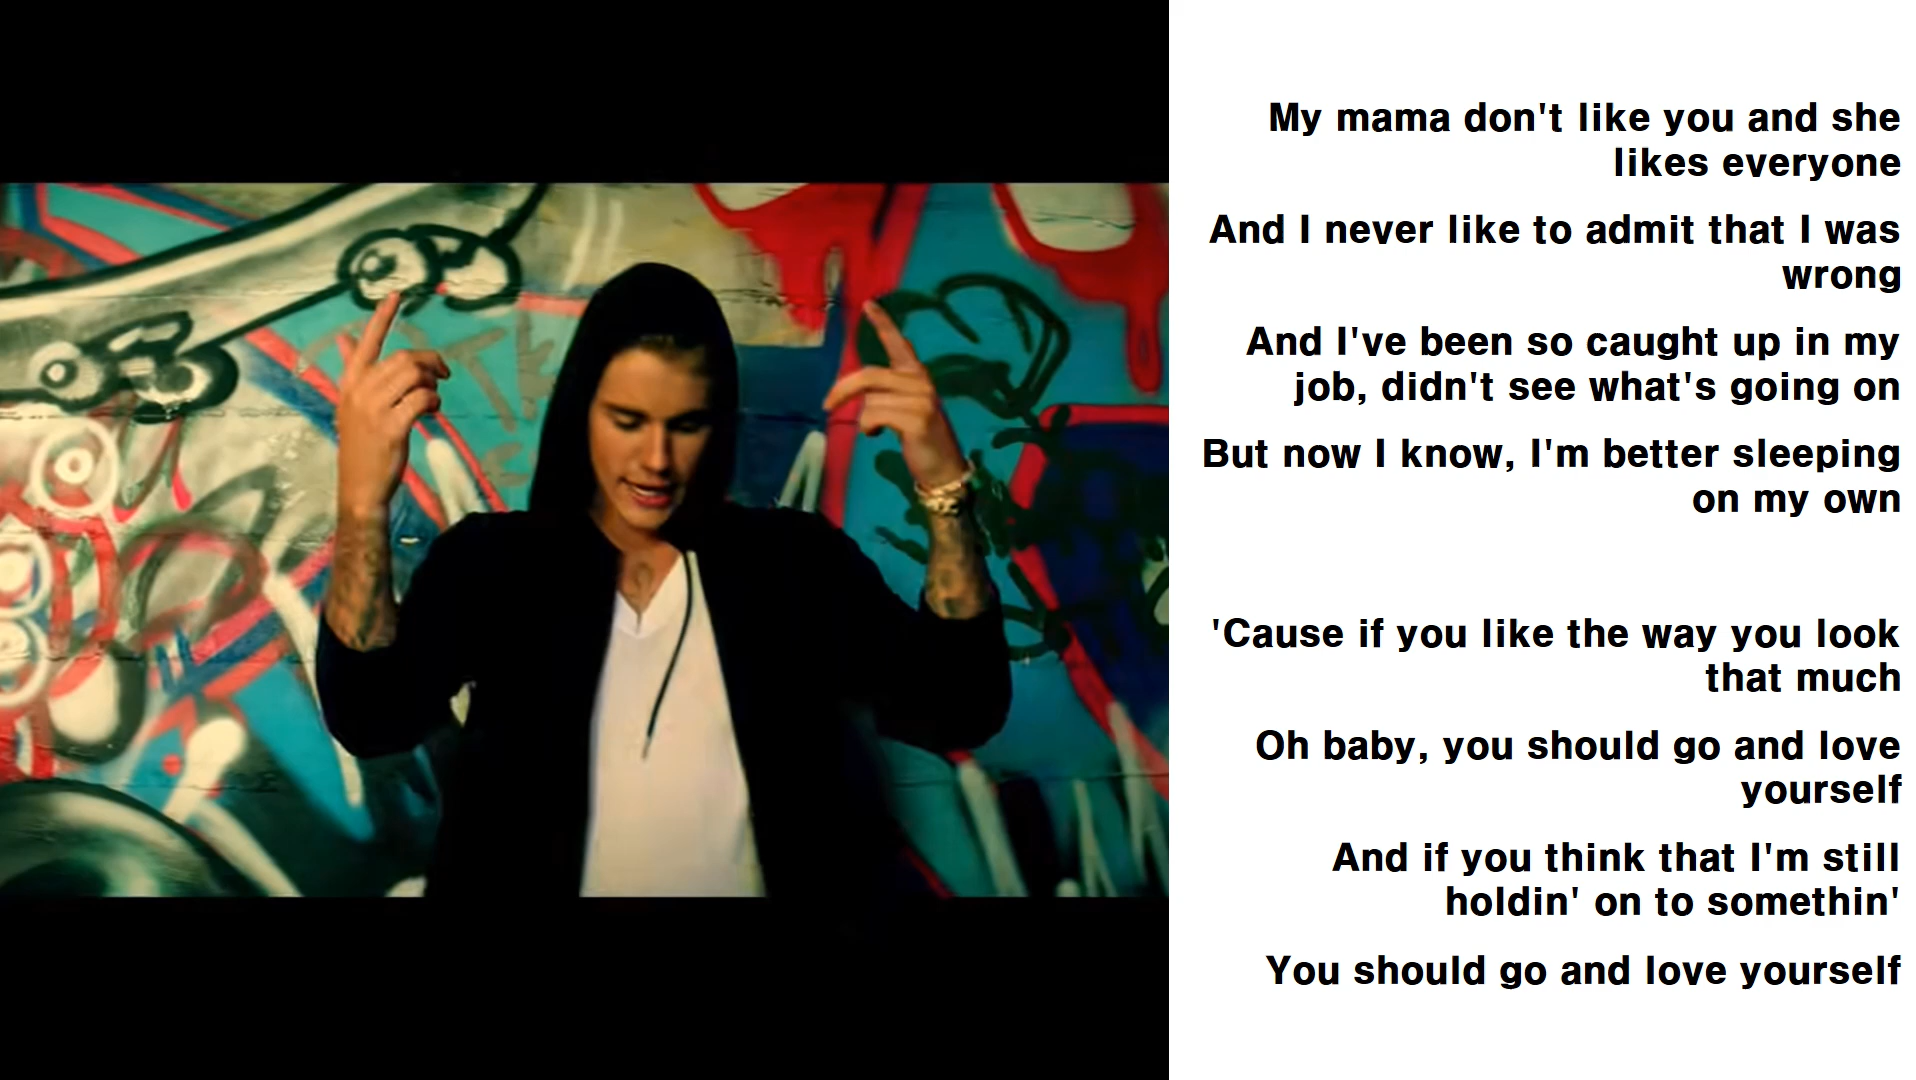 My mama don't like you and she
likes everyone
And I never like to admit that I was
wrong
And I've been so caught up in my
job, didn't see what's going on
But now I know, I'm better sleeping
on my own
'Cause if you like the way you look
that much
Oh baby, you should go and love
yourself
And if you think that I'm still
holdin' on to somethin'
You should go and love yourself